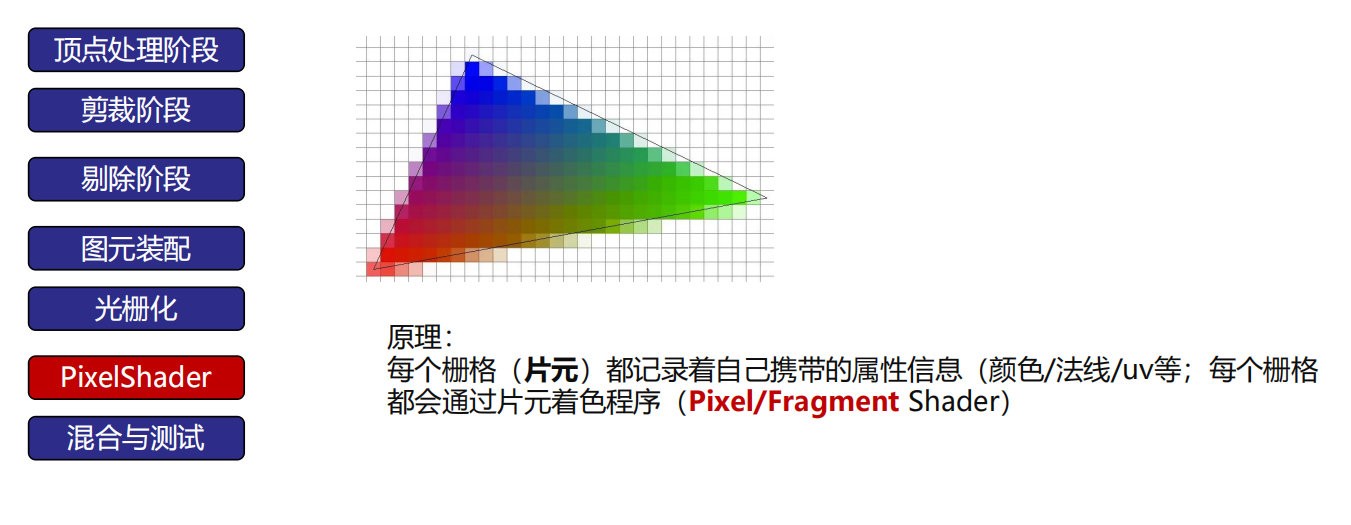 顶点处理阶段
剪裁阶段
剔除阶段
图元装配
光栅化
PixelShader
混合与测试
原理：
每个栅格（片元）都记录着自己携带的属性信息（颜色/法线/uv等；每个栅格
都会通过片元着色程序（Pixel/Fragment Shader）